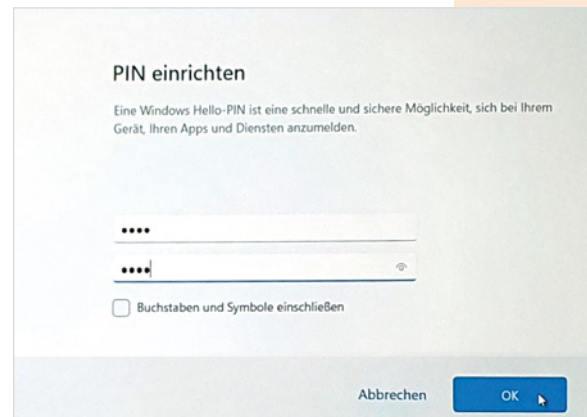 PIN einrichten
Eine Windows Hello-PIN ist eine schnelle und sichere Möglichkeit, sich bei Ihrem
Gerät, Ihren Apps und Diensten anzumelden.
••••
••••
Buchstaben und Symbole einschließen
Abbrechen
OK